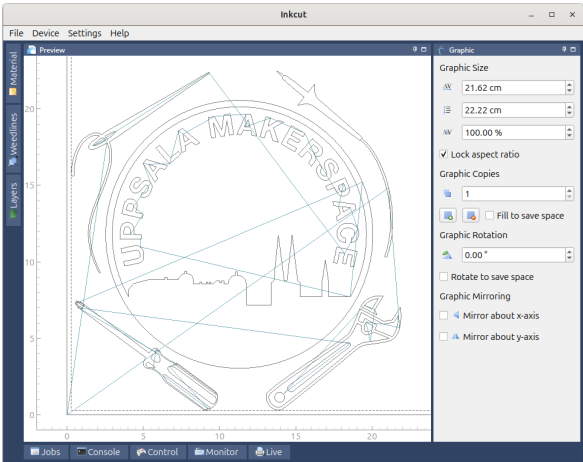 Inkcut
File Device Settings Help
Material
Weedlines
Layers
Preview
20
15
10
5
0
0 5 10 15 20
UPPSALA MAKERSPACE
Graphic
Graphic Size
21.62 cm
22.22 cm
100.00 %
Lock aspect ratio
Graphic Copies
1
Fill to save space
Graphic Rotation
0.00 °
Rotate to save space
Graphic Mirroring
Mirror about x-axis
Mirror about y-axis
Jobs Console Control Monitor Live